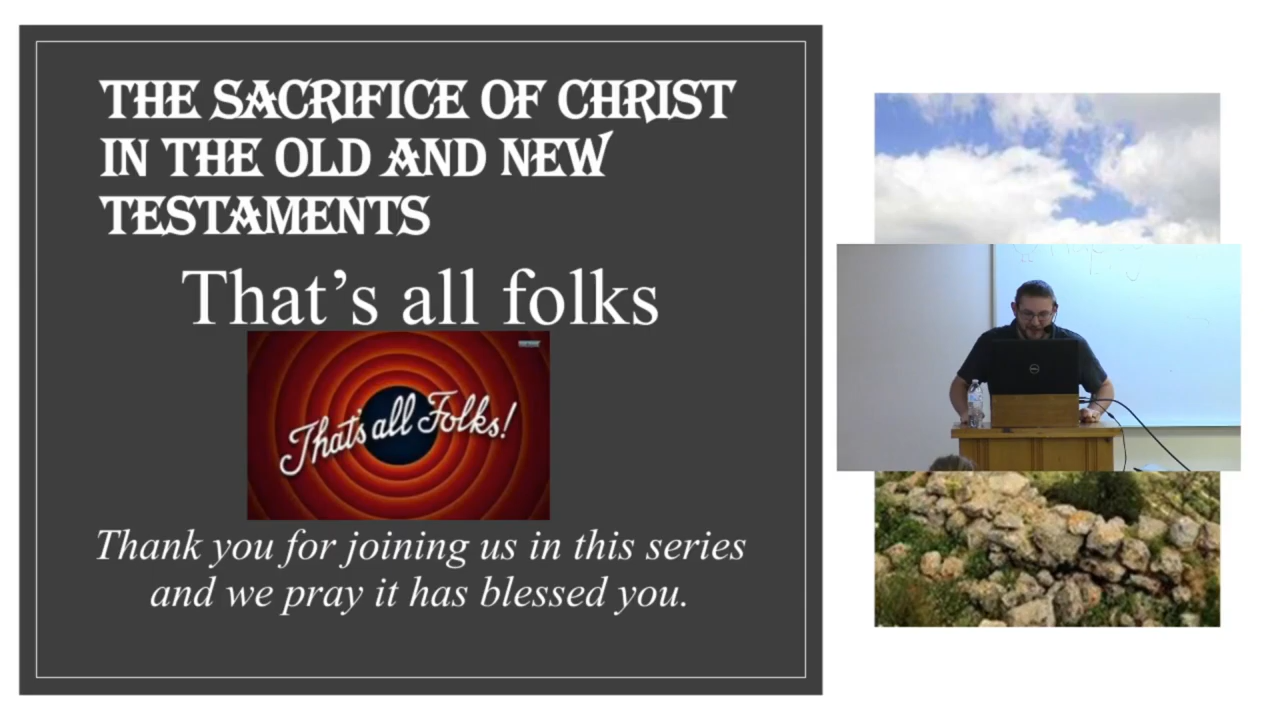 THE SACRIFICE OF CHRIST
IN THE OLD AND NEW
TESTAMENTS
That’s all folks
That's all Folks!
Thank you for joining us in this series
and we pray it has blessed you.
DELL